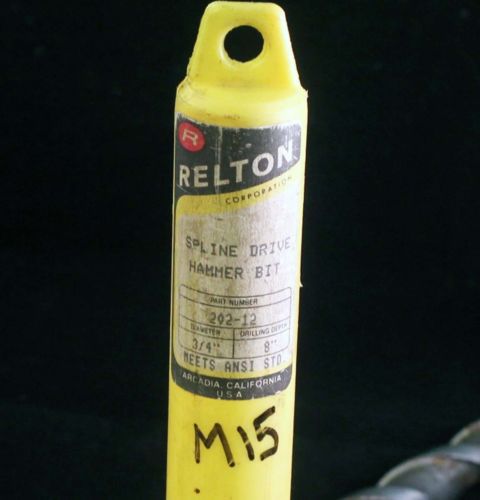 R
RELTON
CORPORATION
SPLINE DRIVE
HAMMER BIT
PART NUMBER
202-12
DIAMETER DRILLING DEPTH
3/4" 8"
MEETS ANSI STD
ARCADIA, CALIFORNIA
USA
M15